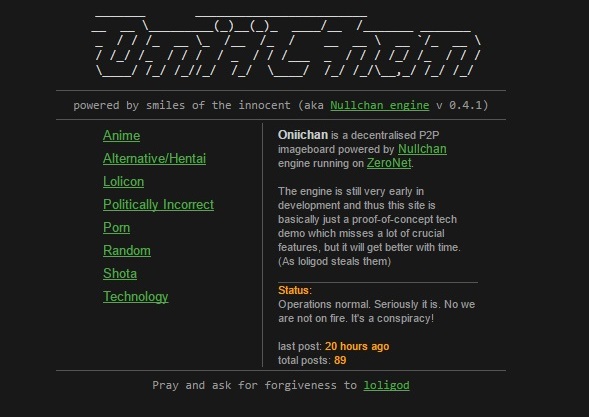 powered by smiles of the innocent (aka Nullchan engine v 0.4.1)
Anime
Alternative/Hentai
Lolicon
Politically Incorrect
Porn
Random
Shota
Technology
Oniichan is a decentralised P2P
imageboard powered by Nullchan
engine running on ZeroNet.
The engine is still very early in
development and thus this site is
basically just a proof-of-concept tech
demo which misses a lot of crucial
features, but it will get better with time.
(As loligod steals them)
Status:
Operations normal. Seriously it is. No we
are not on fire. It's a conspiracy!
last post: 20 hours ago
total posts: 89
Pray and ask for forgiveness to loligod